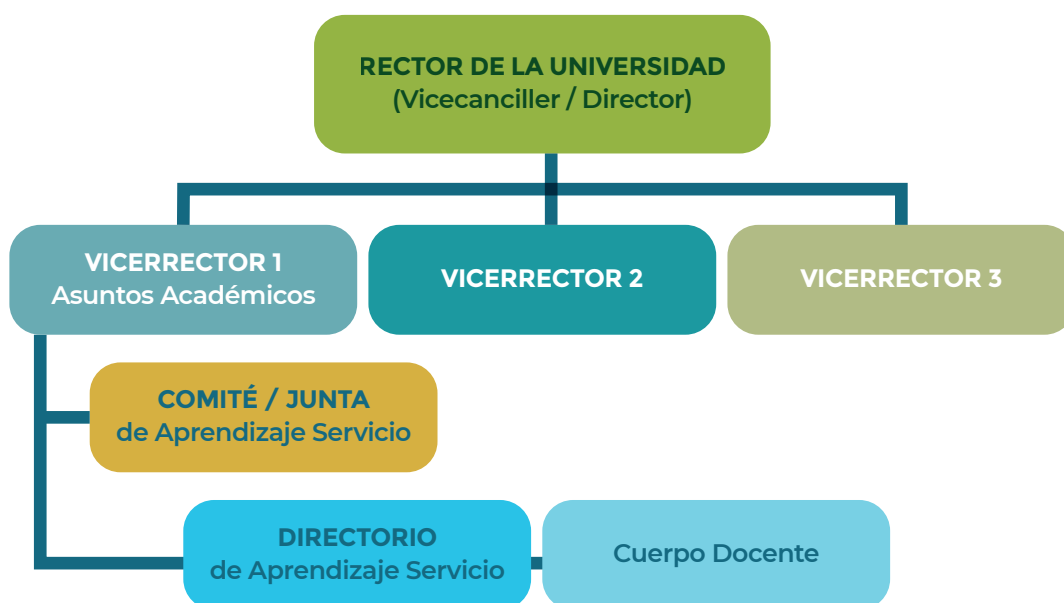 RECTOR DE LA UNIVERSIDAD
(Vicecanciller / Director)
VICERRECTOR 1
Asuntos Académicos
VICERRECTOR 2
VICERRECTOR 3
COMITÉ / JUNTA
de Aprendizaje Servicio
DIRECTORIO
de Aprendizaje Servicio
Cuerpo Docente